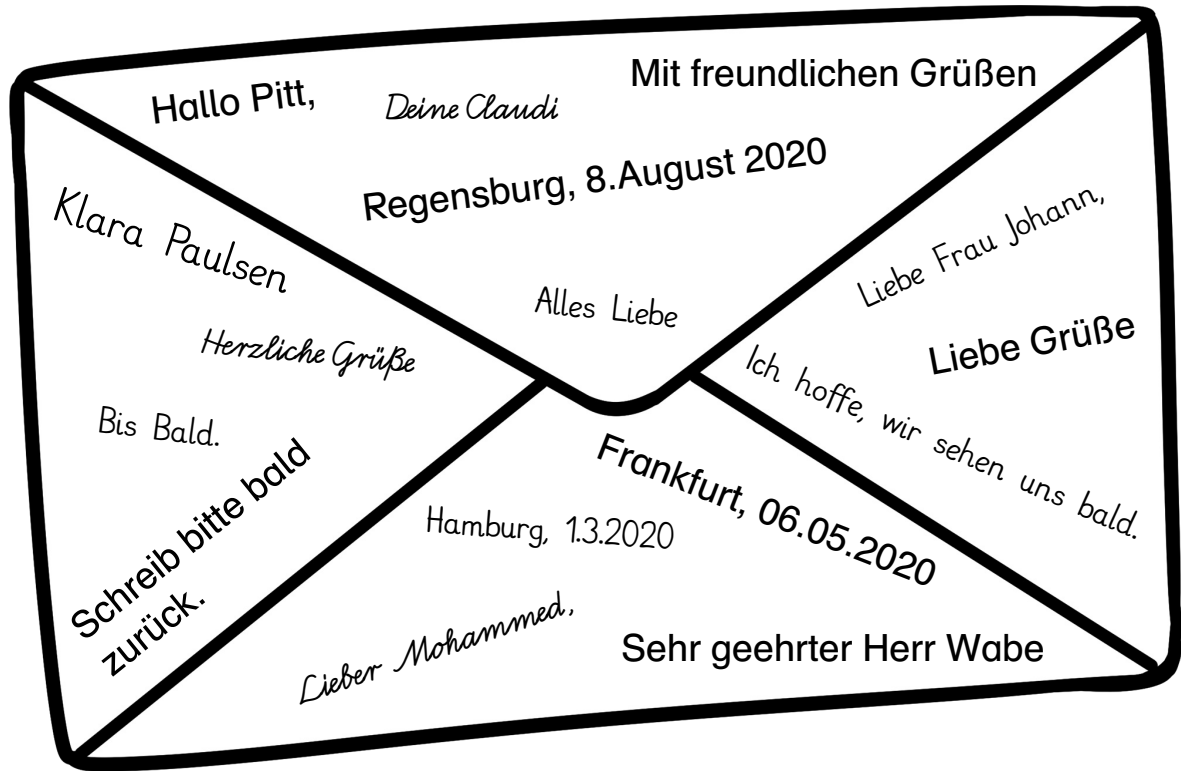 Mit freundlichen Grüßen
Hallo Pitt,
Deine Claudi
Regensburg, 8.August 2020
Klara Paulsen
Liebe Frau Johann,
Alles Liebe
Herzliche Grüße
Liebe Grüße
Ich hoffe, wir sehen uns bald.
Bis Bald.
Schreib bitte bald
zurück.
Frankfurt, 06.05.2020
Hamburg, 1.3.2020
Lieber Mohammed,
Sehr geehrter Herr Wabe